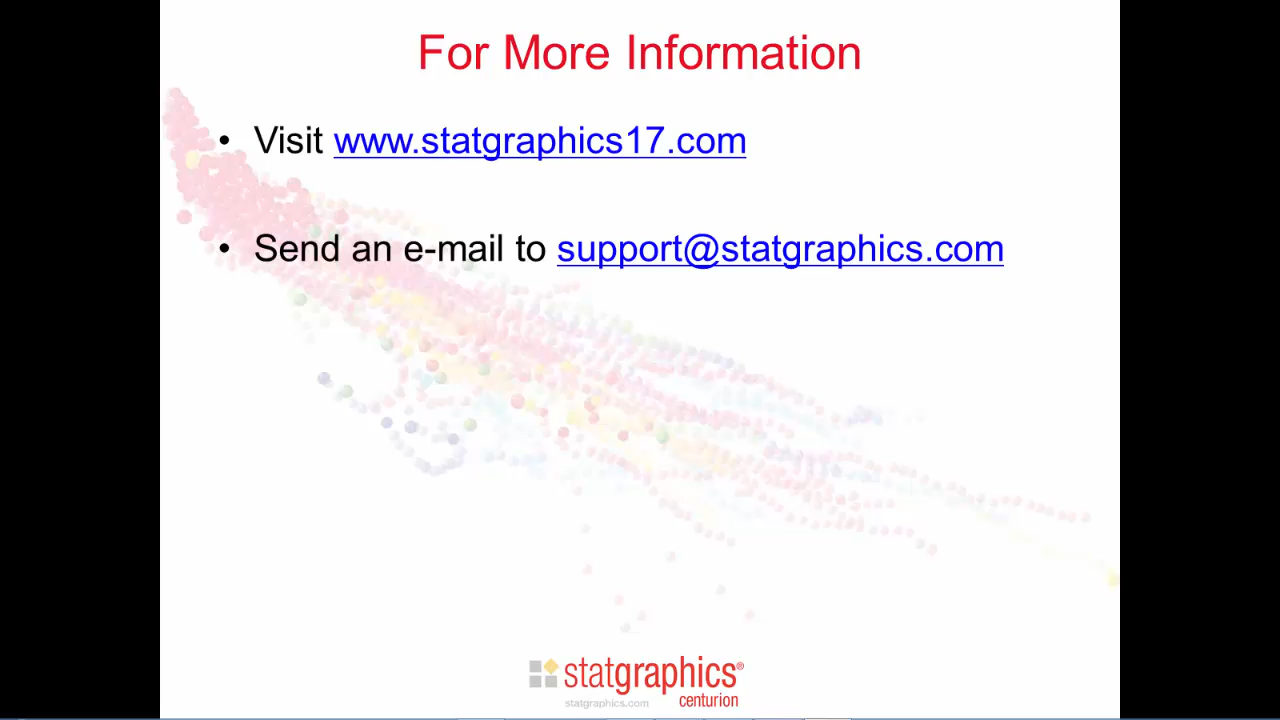 For More Information
• Visit www.statgraphics17.com
• Send an e-mail to support@statgraphics.com
statgraphics®
centurion
statgraphics.com